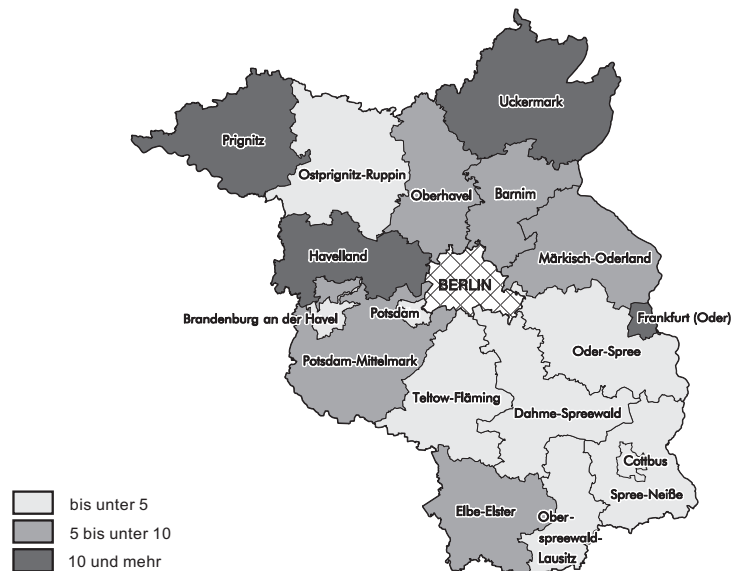 Uckermark
Prignitz
Ostprignitz-Ruppin
Oberhavel
Barnim
Havelland
Märkisch-Oderland
BERLIN
Brandenburg an der Havel
Potsdam
Frankfurt (Oder)
Oder-Spree
Potsdam-Mittelmark
Teltow-Fläming
Dahme-Spreewald
Cottbus
Spree-Neiße
Elbe-Elster
Ober-
spreewald-
Lausitz
bis unter 5
5 bis unter 10
10 und mehr